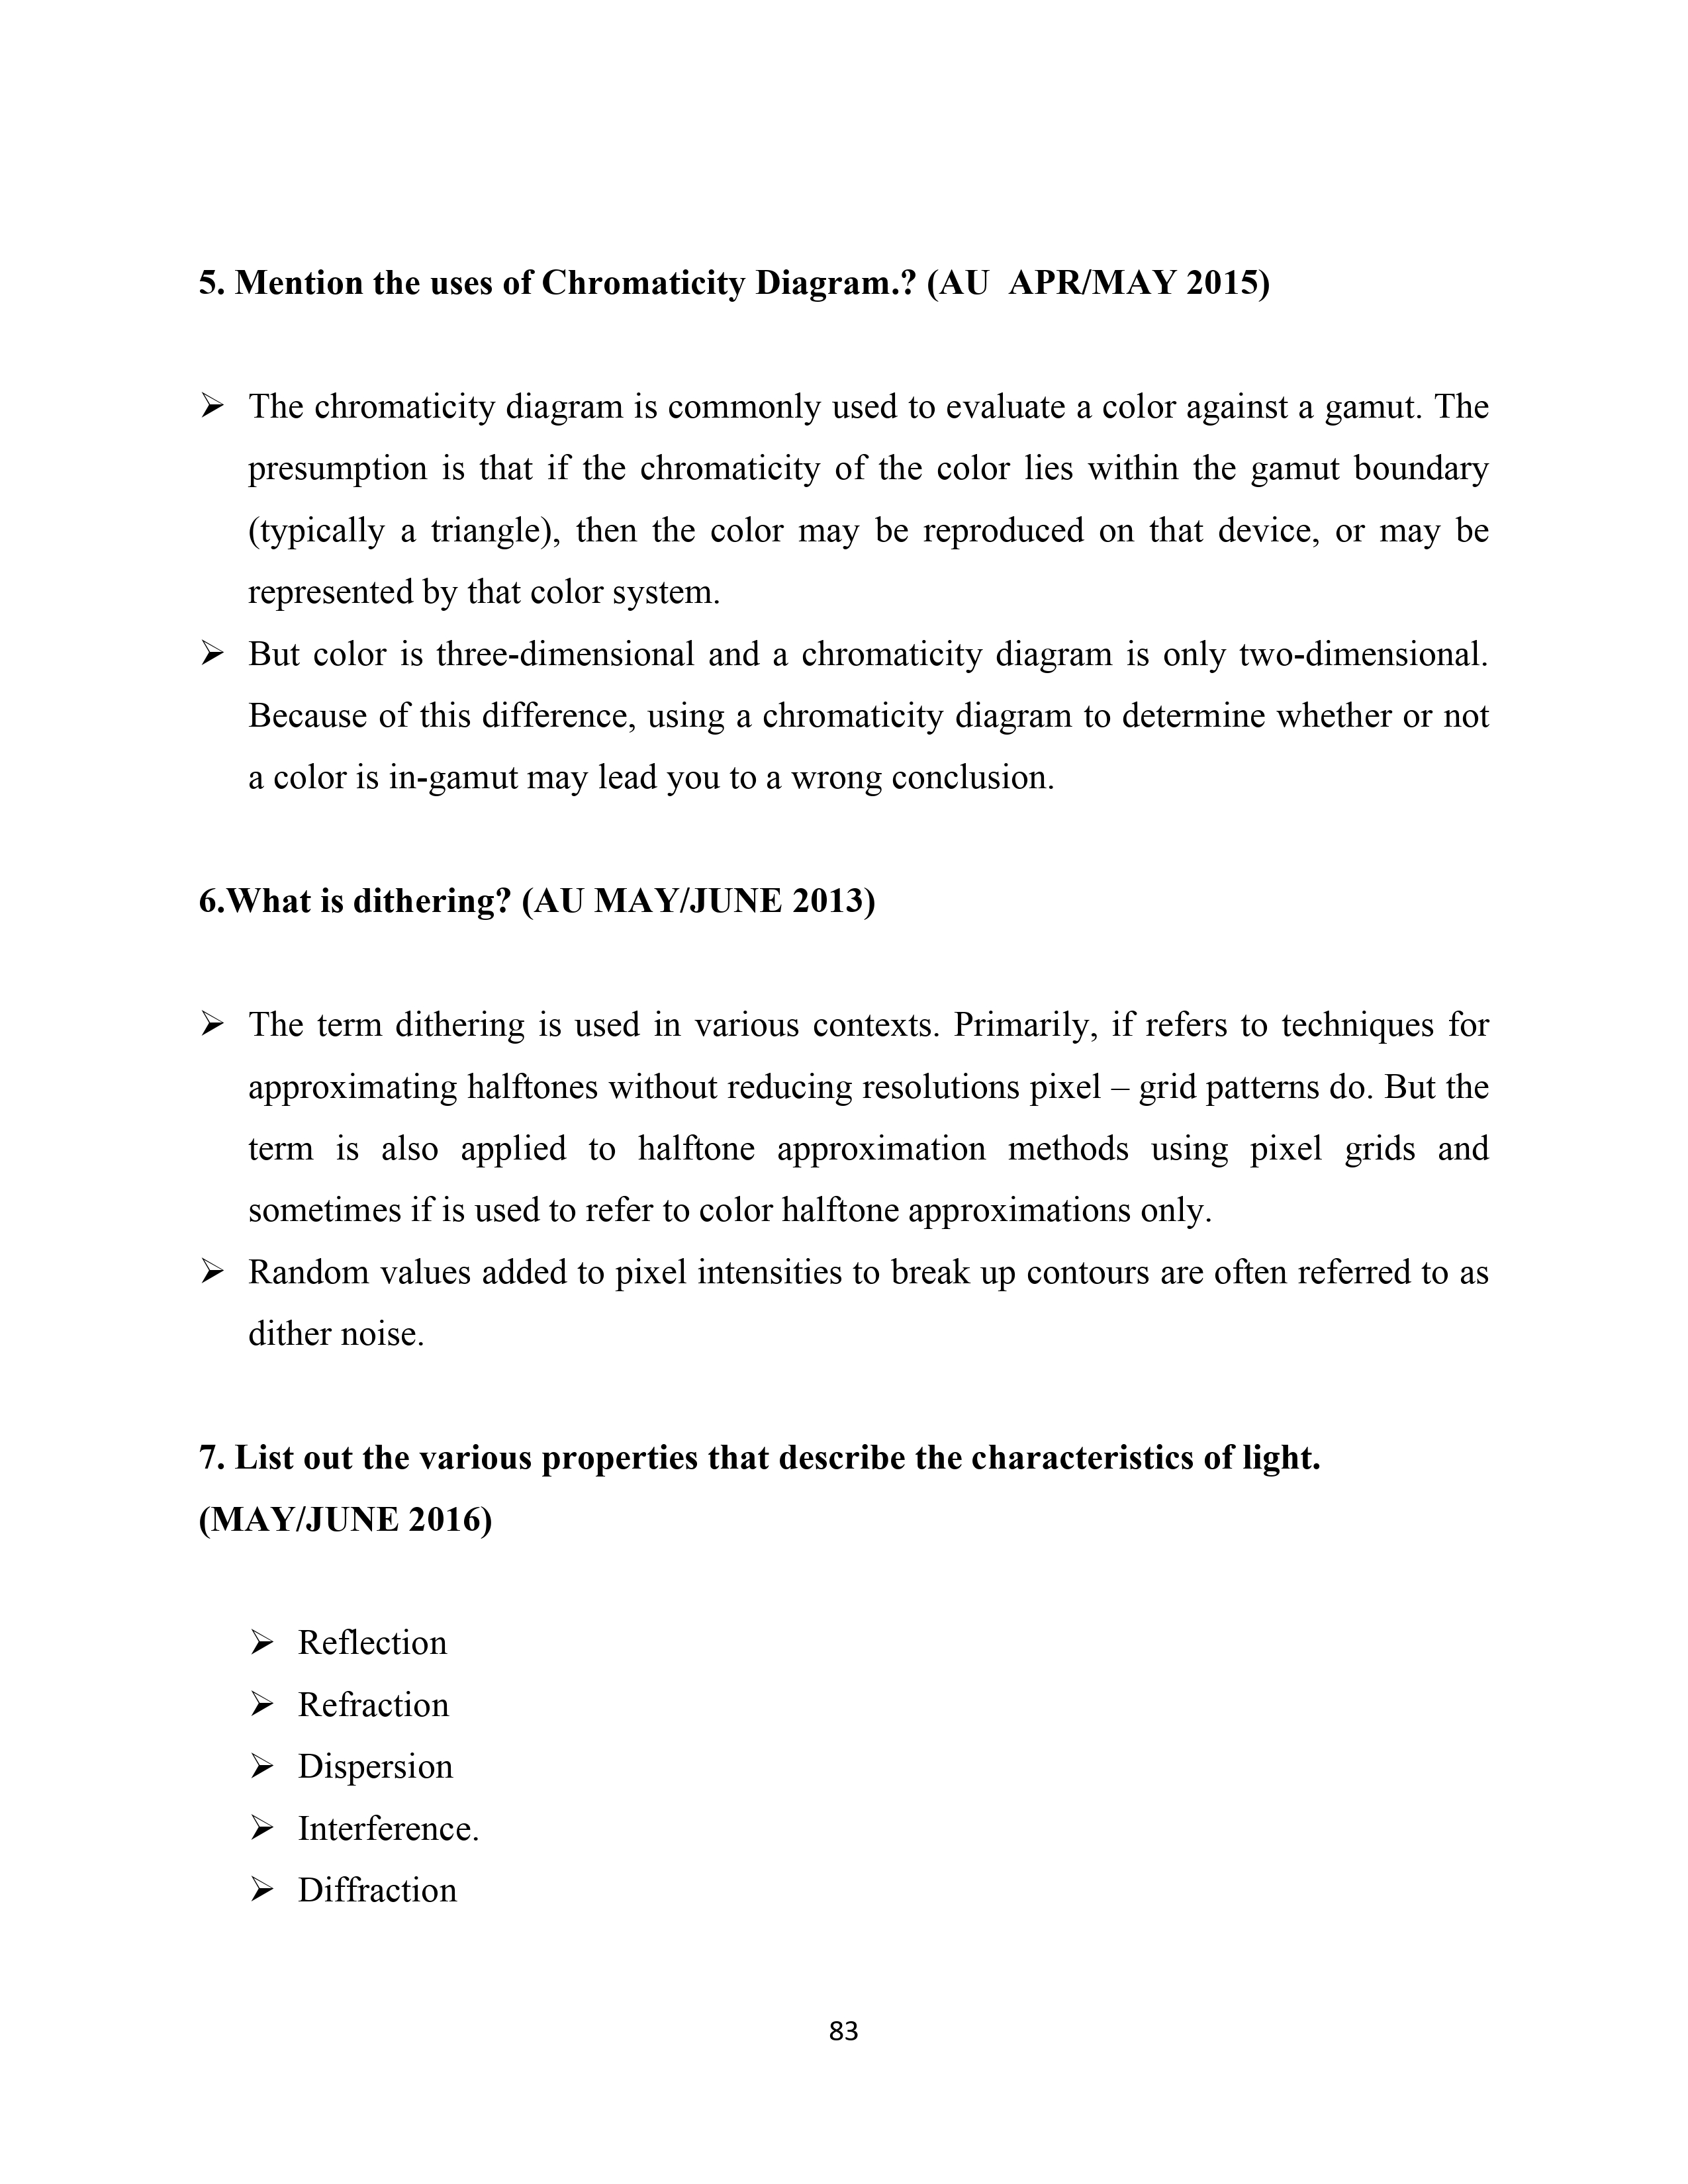 5. Mention the uses of Chromaticity Diagram.? (AU  APR/MAY 2015)
➢ The chromaticity diagram is commonly used to evaluate a color against a gamut. The
presumption is that if the chromaticity of the color lies within the gamut boundary
(typically a triangle), then the color may be reproduced on that device, or may be
represented by that color system.
➢ But color is three-dimensional and a chromaticity diagram is only two-dimensional.
Because of this difference, using a chromaticity diagram to determine whether or not
a color is in-gamut may lead you to a wrong conclusion.
6.What is dithering? (AU MAY/JUNE 2013)
➢ The term dithering is used in various contexts. Primarily, if refers to techniques for
approximating halftones without reducing resolutions pixel – grid patterns do. But the
term is also applied to halftone approximation methods using pixel grids and
sometimes if is used to refer to color halftone approximations only.
➢ Random values added to pixel intensities to break up contours are often referred to as
dither noise.
7. List out the various properties that describe the characteristics of light.
(MAY/JUNE 2016)
➢ Reflection
➢ Refraction
➢ Dispersion
➢ Interference.
➢ Diffraction
83